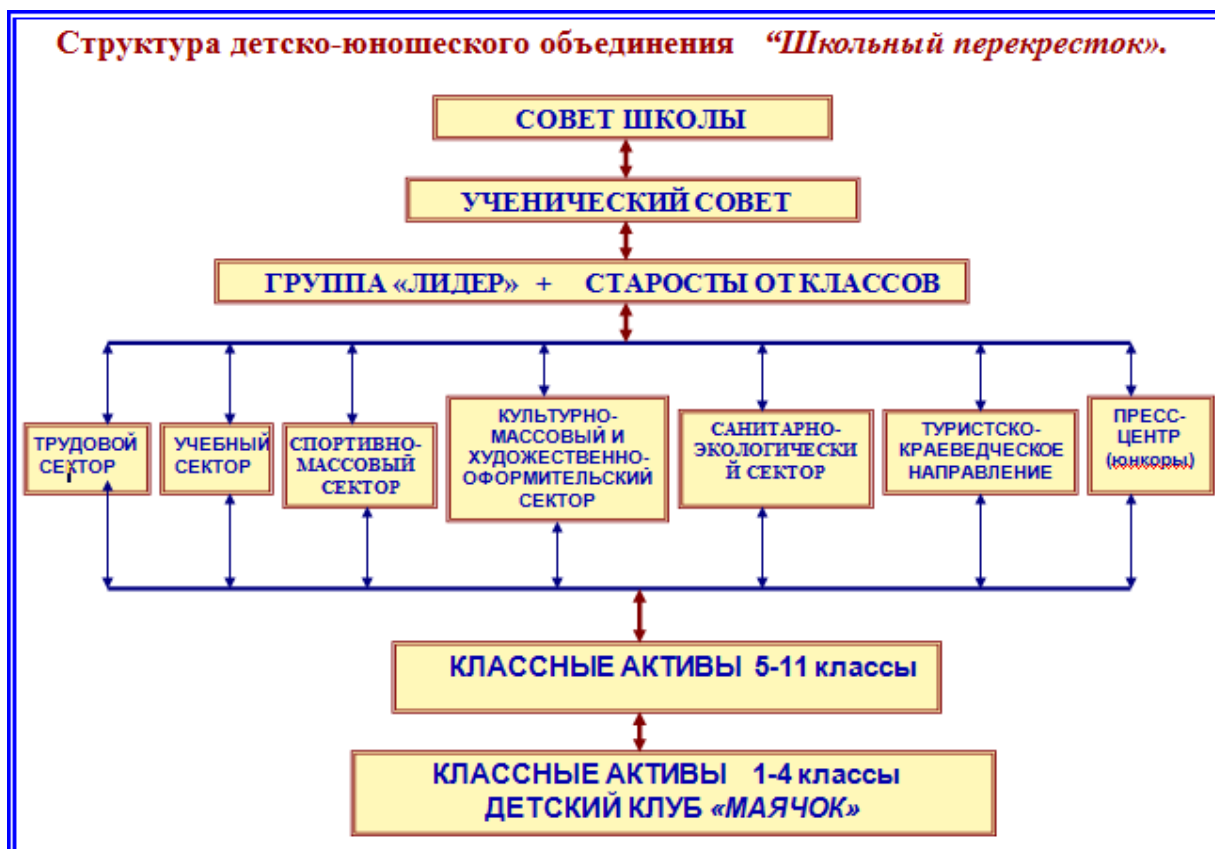 Структура детско-юношеского объединения “Школьный перекресток».
СОВЕТ ШКОЛЫ
УЧЕНИЧЕСКИЙ СОВЕТ
ГРУППА «ЛИДЕР» + СТАРОСТЫ ОТ КЛАССОВ
ТРУДОВОЙ
СЕКТОР
УЧЕБНЫЙ
СЕКТОР
СПОРТИВНО-
МАССОВЫЙ
СЕКТОР
КУЛЬТУРНО-
МАССОВЫЙ И
ХУДОЖЕСТВЕННО-
ОФОРМИТЕЛЬСКИЙ
СЕКТОР
САНИТАРНО-
ЭКОЛОГИЧЕСКИ
Й СЕКТОР
ТУРИСТСКО-
КРАЕВЕДЧЕСКОЕ
НАПРАВЛЕНИЕ
ПРЕСС-
ЦЕНТР
(юнкоры)
КЛАССНЫЕ АКТИВЫ 5-11 классы
КЛАССНЫЕ АКТИВЫ 1-4 классы
ДЕТСКИЙ КЛУБ «МАЯЧОК»